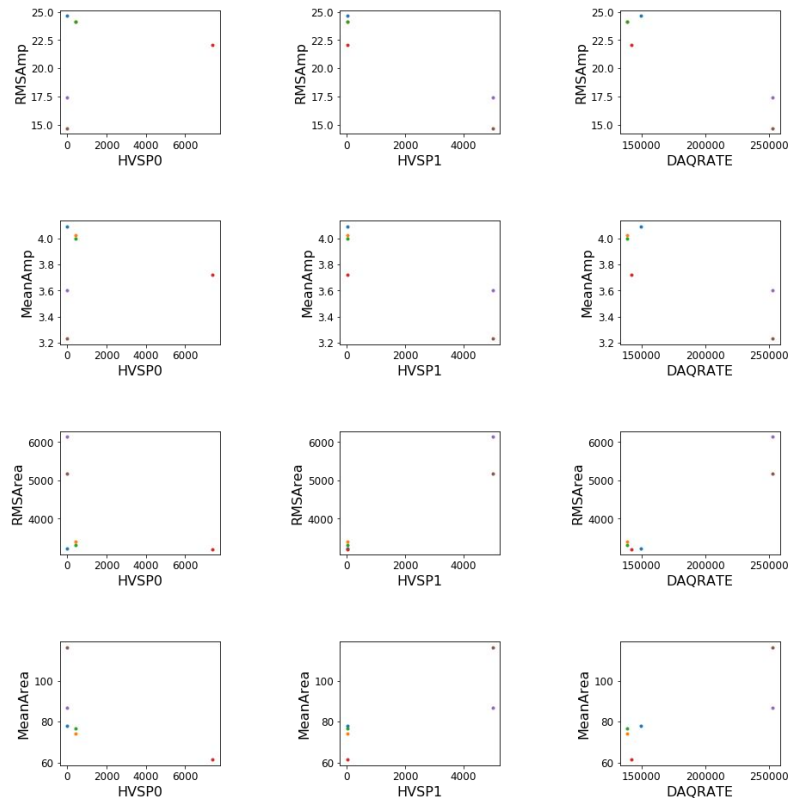 25.0 25.0 25.0
22.5 22.5 22.5
RMSAmp 20.0 RMSAmp 20.0 RMSAmp 20.0
17.5 17.5 17.5
15.0 15.0 15.0
0 2000 4000 6000 0 2000 4000 150000 200000 250000
HVSP0 HVSP1 DAQRATE
4.0 4.0 4.0
3.8 3.8 3.8
MeanAmp 3.6 MeanAmp 3.6 MeanAmp 3.6
3.4 3.4 3.4
3.2 3.2 3.2
0 2000 4000 6000 0 2000 4000 150000 200000 250000
HVSP0 HVSP1 DAQRATE
6000 6000 6000
RMSArea 5000 RMSArea 5000 RMSArea 5000
4000 4000 4000
0 2000 4000 6000 0 2000 4000 150000 200000 250000
HVSP0 HVSP1 DAQRATE
100 100 100
MeanArea 80 MeanArea 80 MeanArea 80
60 60 60
0 2000 4000 6000 0 2000 4000 150000 200000 250000
HVSP0 HVSP1 DAQRATE